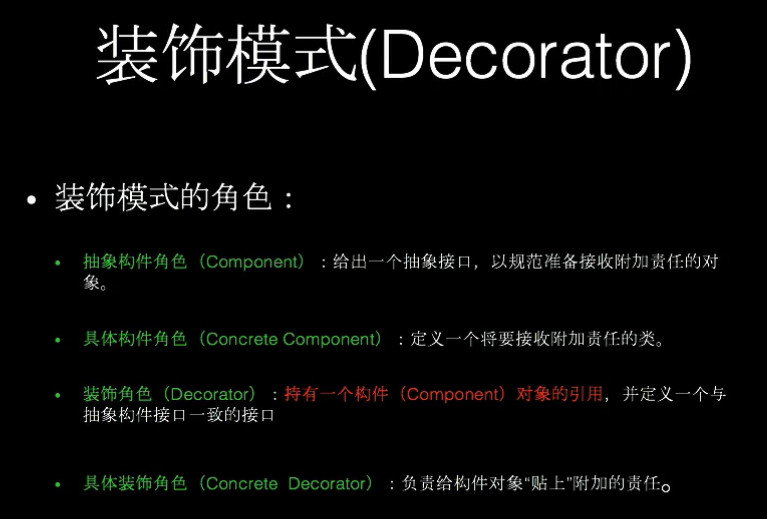 装饰模式(Decorator)
• 装饰模式的角色：
• 抽象构件角色（Component）：给出一个抽象接口，以规范准备接收附加责任的对
象。
• 具体构件角色（Concrete Component）：定义一个将要接收附加责任的类。
• 装饰角色（Decorator）：持有一个构件（Component）对象的引用，并定义一个与
抽象构件接口一致的接口
• 具体装饰角色（Concrete Decorator）：负责给构件对象“贴上”附加的责任。